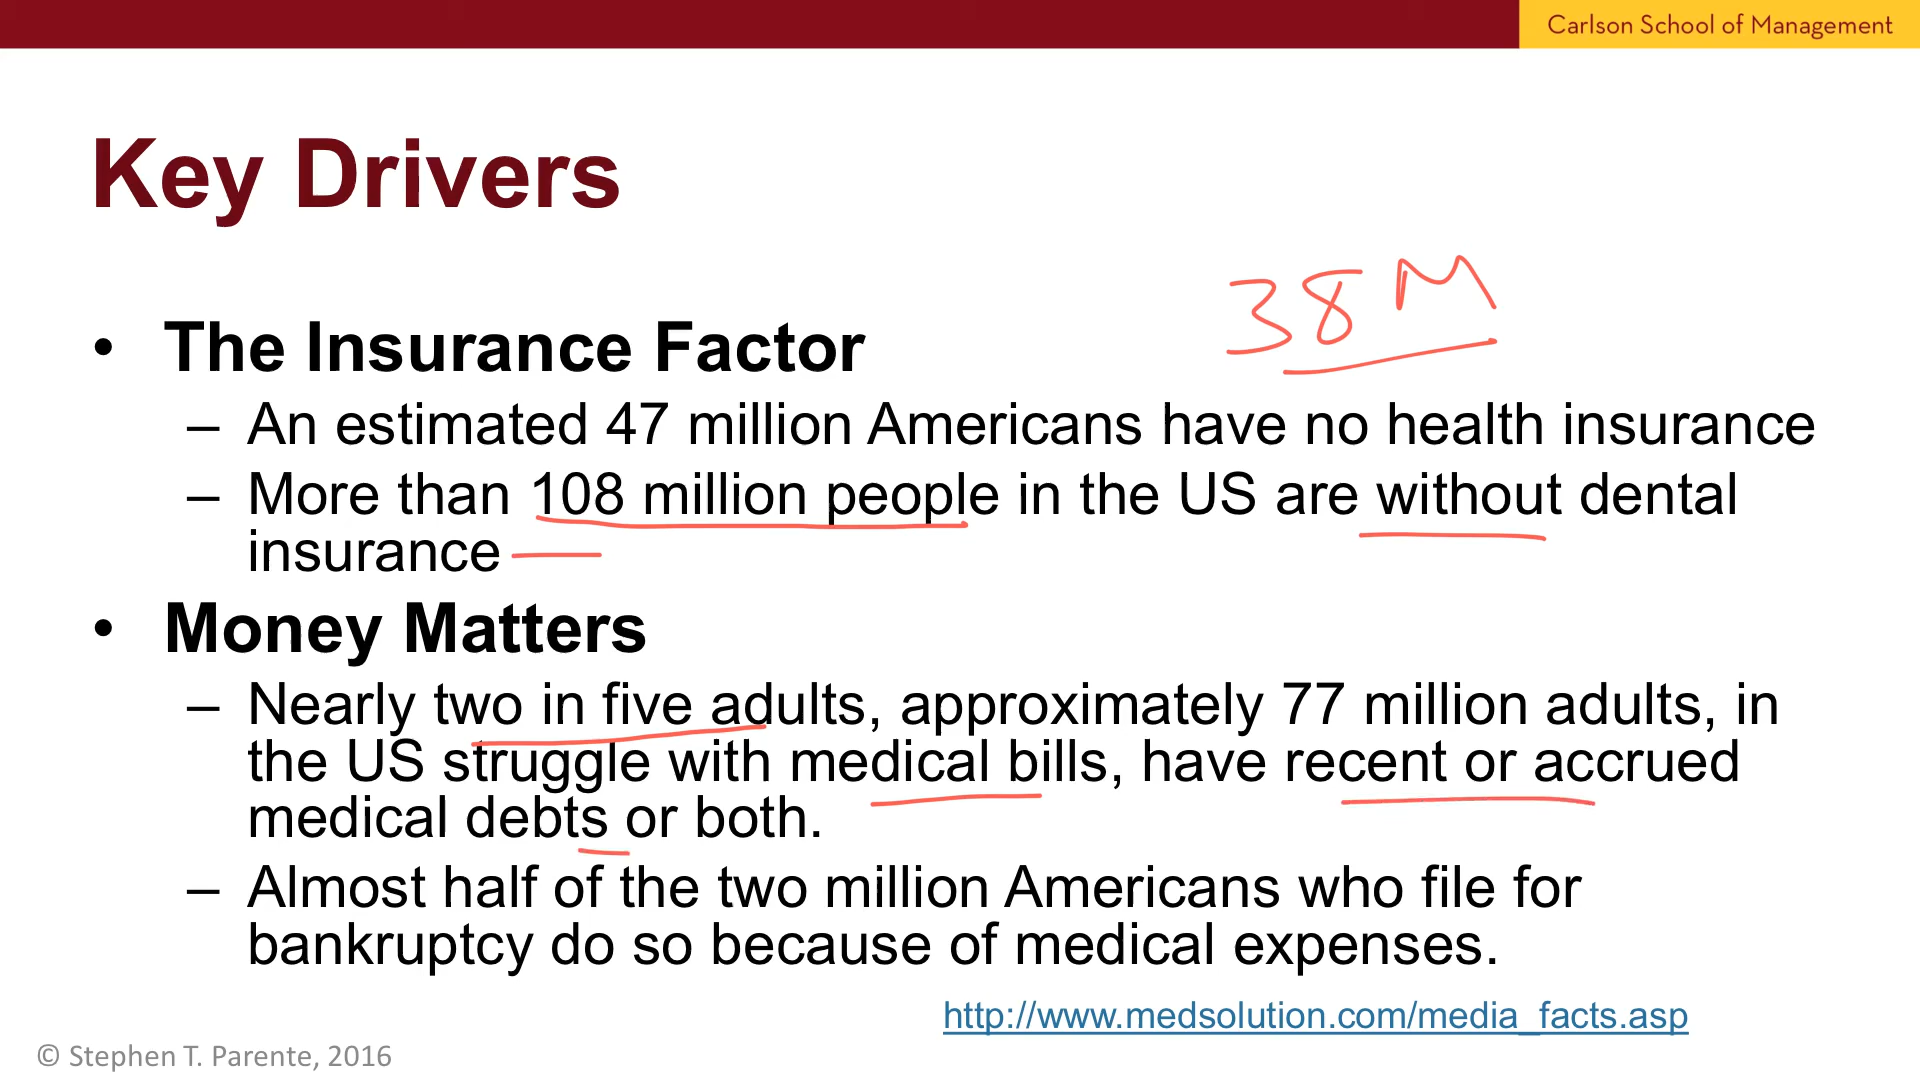 Carlson School of Management
Key Drivers
38 M
• The Insurance Factor
– An estimated 47 million Americans have no health insurance
– More than 108 million people in the US are without dental
insurance
• Money Matters
– Nearly two in five adults, approximately 77 million adults, in
the US struggle with medical bills, have recent or accrued
medical debts or both.
– Almost half of the two million Americans who file for
bankruptcy do so because of medical expenses.
http://www.medsolution.com/media_facts.asp
© Stephen T. Parente, 2016